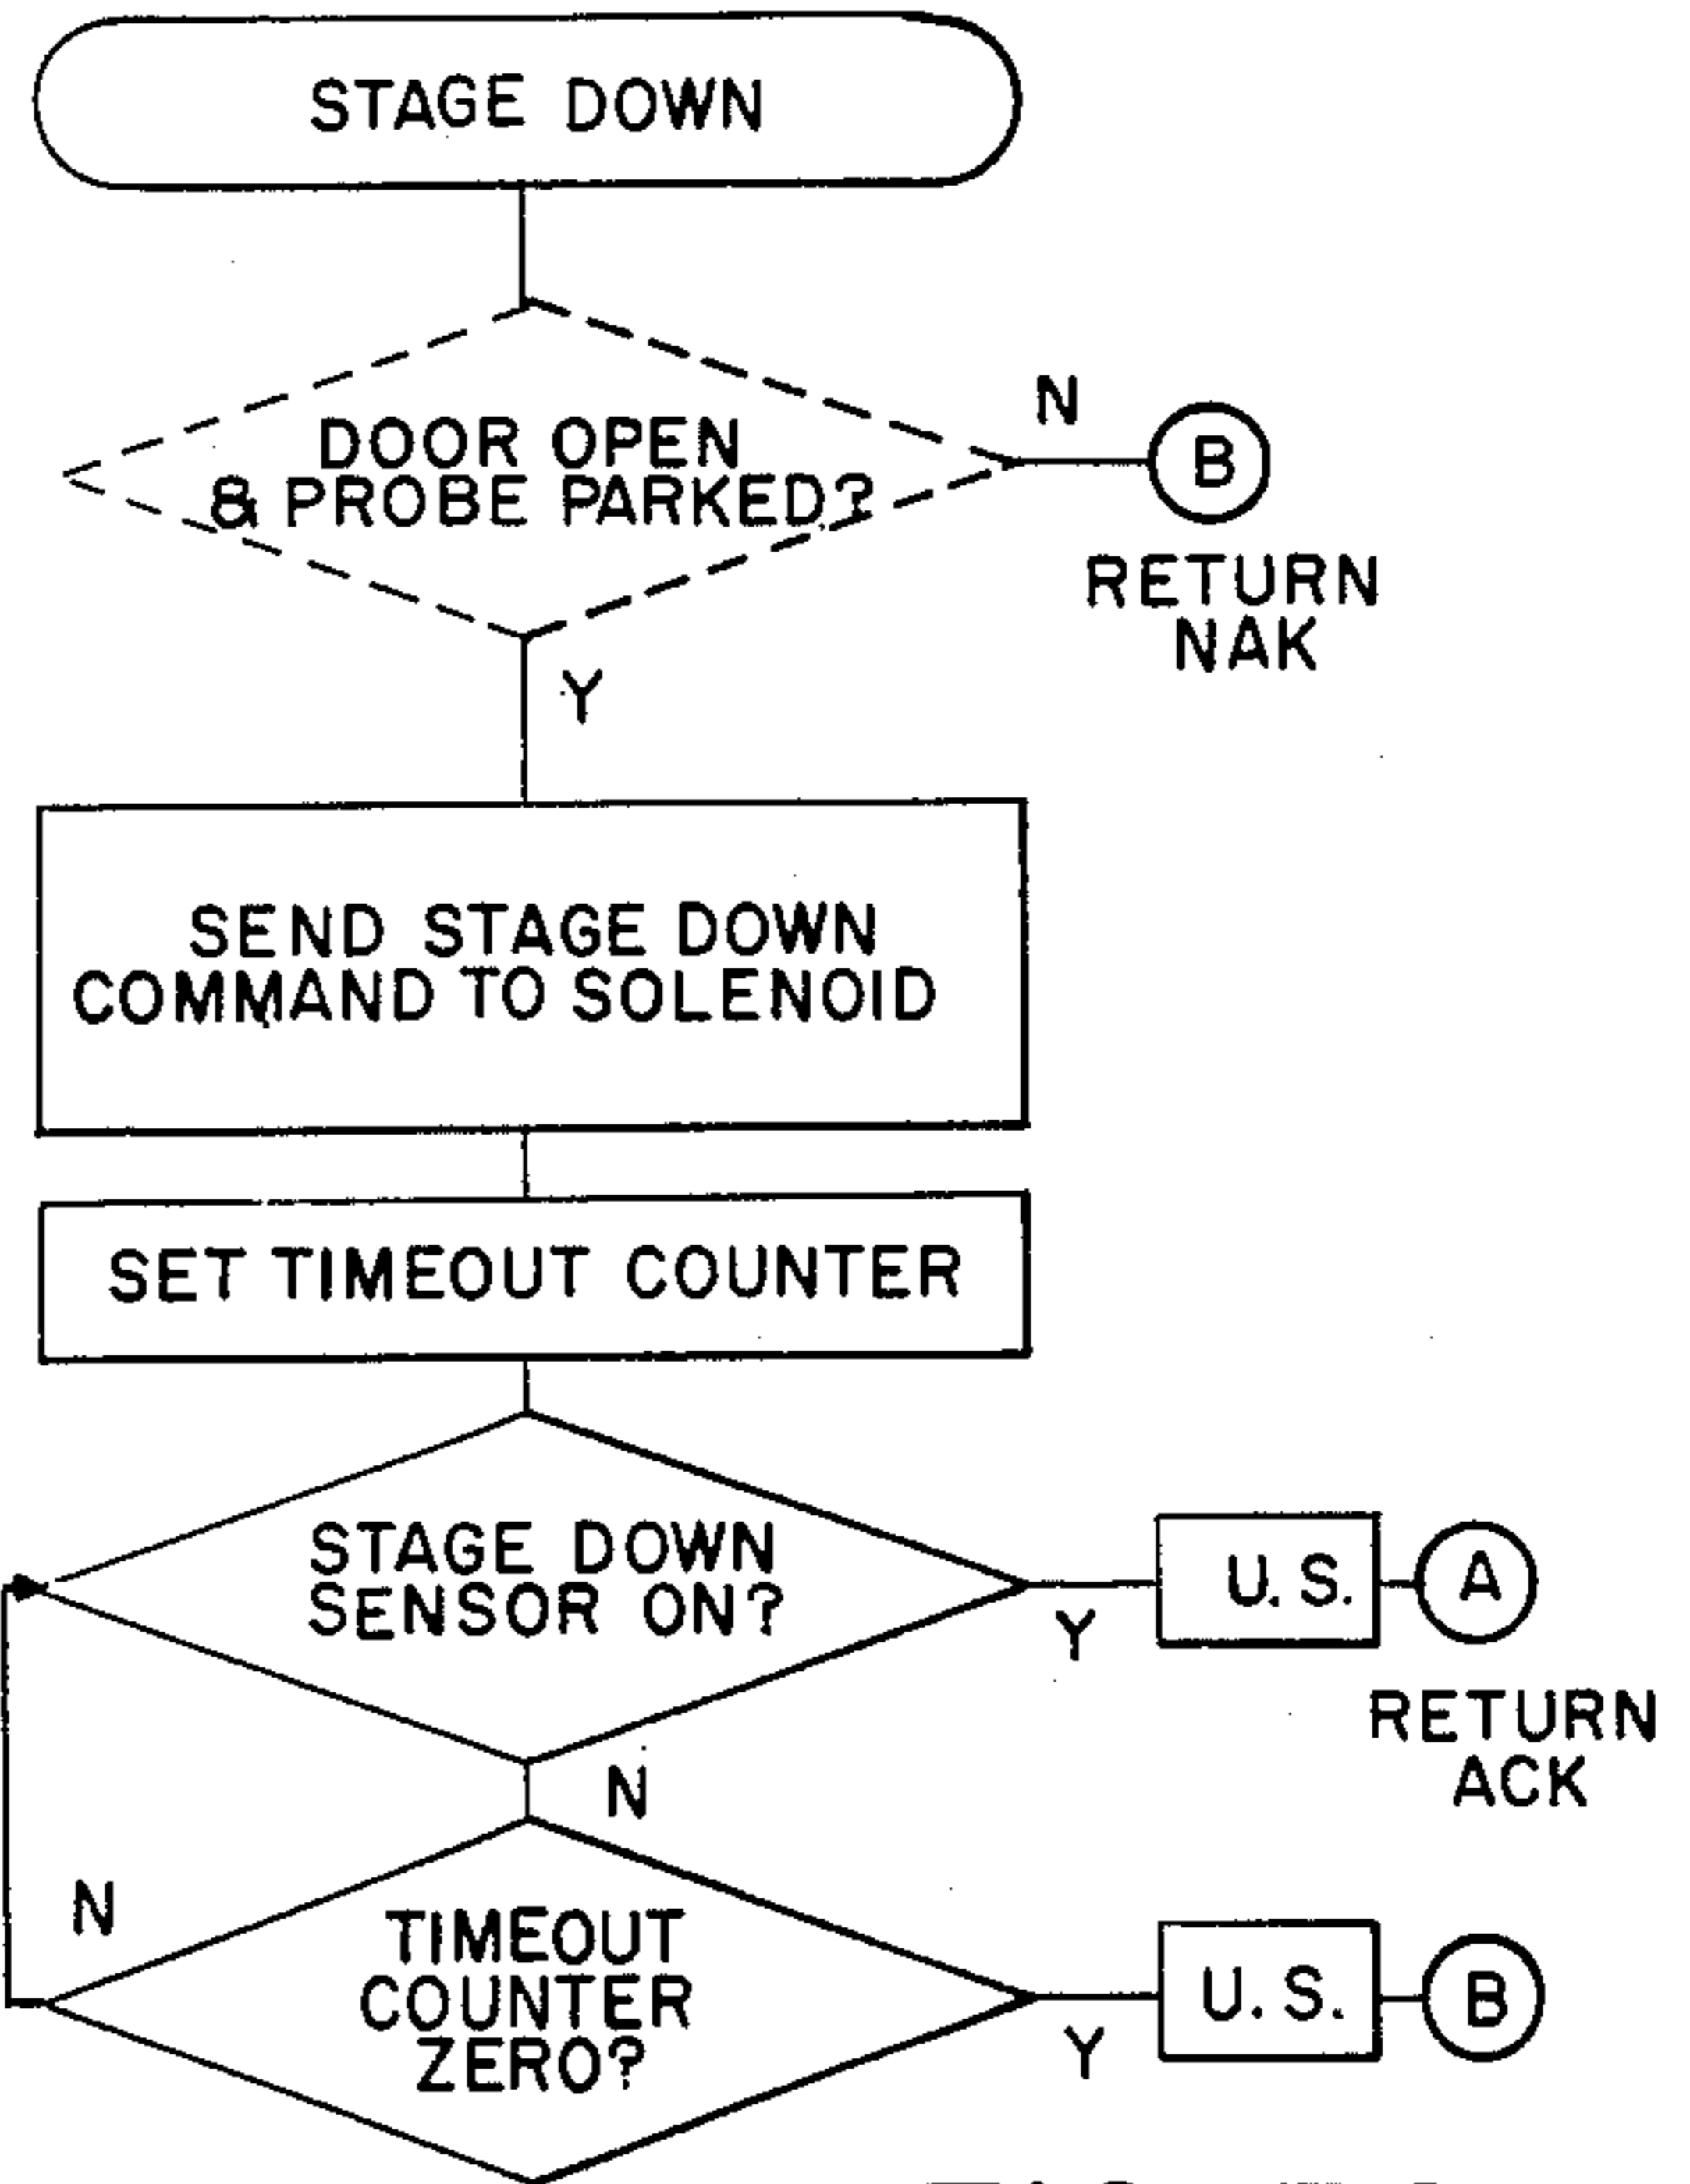 STAGE DOWN
DOOR OPEN
& PROBE PARKED?
N
B
RETURN
NAK
Y
SEND STAGE DOWN
COMMAND TO SOLENOID
SET TIMEOUT COUNTER
STAGE DOWN
SENSOR ON?
Y
U.S.
A
RETURN
ACK
N
N
TIMEOUT
COUNTER
ZERO?
Y
U.S.
B